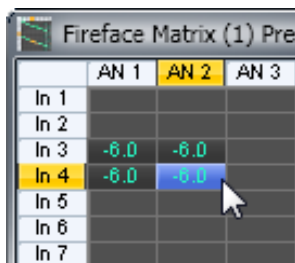 Fireface Matrix (1) Pre
AN 1 AN 2 AN 3
In 1
In 2
In 3 -6.0 -6.0
In 4 -6.0 -6.0
In 5
In 6
In 7